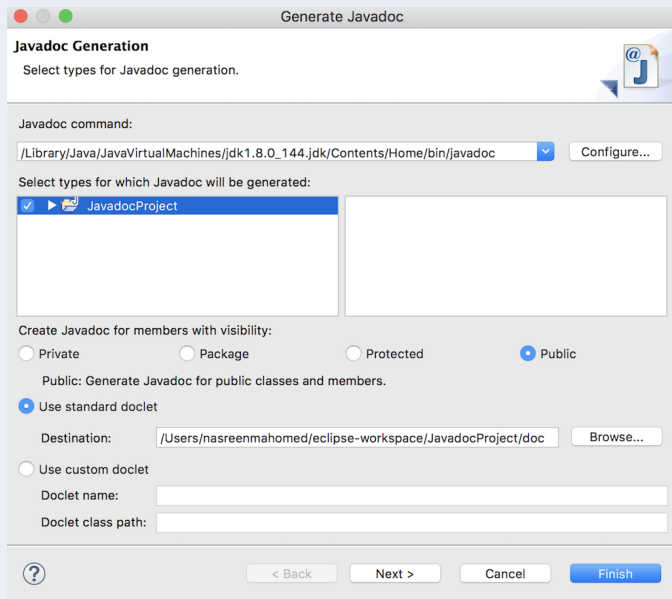 Generate Javadoc
Javadoc Generation
Select types for Javadoc generation.
@
J
Javadoc command:
/Library/Java/JavaVirtualMachines/jdk1.8.0_144.jdk/Contents/Home/bin/javadoc
Configure...
Select types for which Javadoc will be generated:
JavadocProject
Create Javadoc for members with visibility:
Private Package Protected Public
Public: Generate Javadoc for public classes and members.
Use standard doclet
Destination: /Users/nasreenmahomed/eclipse-workspace/JavadocProject/doc Browse...
Use custom doclet
Doclet name:
Doclet class path:
? < Back Next > Cancel Finish